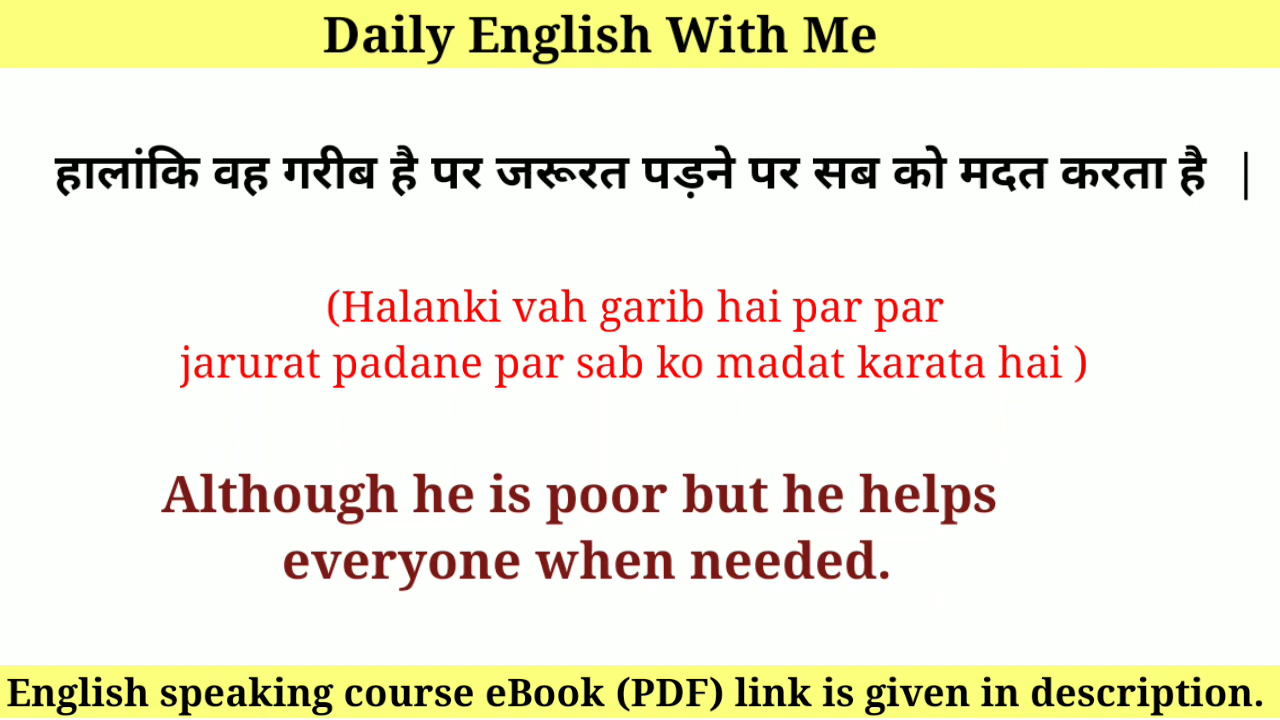 Daily English With Me
हालांकि वह गरीब है पर जरूरत पड़ने पर सब को मदत करता है |
(Halanki vah garib hai par par
jarurat padane par sab ko madat karata hai )
Although he is poor but he helps
everyone when needed.
English speaking course eBook (PDF) link is given in description.